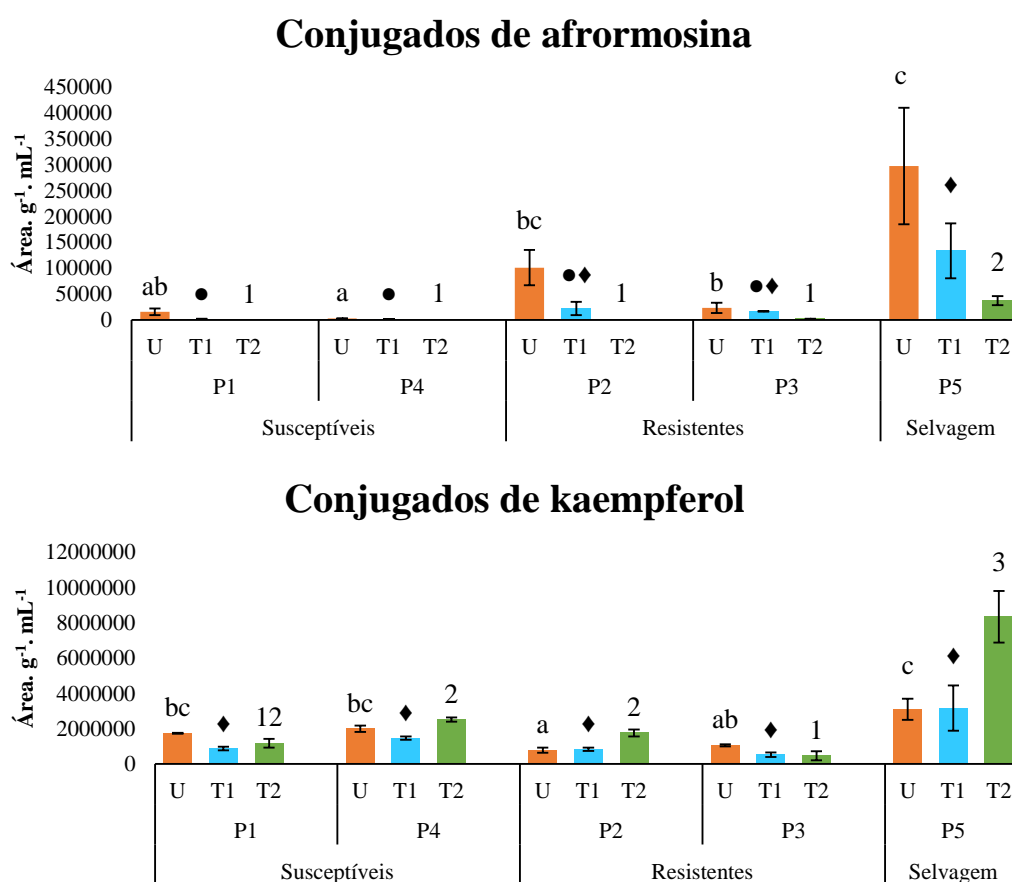 Conjugados de afrormosina
Área. g⁻¹. mL⁻¹
450000
400000
350000
300000
250000
200000
150000
100000
50000
0
ab ● 1 a ● 1 bc ●♦ 1 b ●♦ 1 c ♦ 2
U T1 T2 U T1 T2 U T1 T2 U T1 T2 U T1 T2
P1 P4 P2 P3 P5
Susceptíveis Resistentes Selvagem
Conjugados de kaempferol
Área. g⁻¹. mL⁻¹
12000000
10000000
8000000
6000000
4000000
2000000
0
bc ♦ 12 bc ♦ 2 a ♦ 2 ab ♦ 1 c ♦ 3
U T1 T2 U T1 T2 U T1 T2 U T1 T2 U T1 T2
P1 P4 P2 P3 P5
Susceptíveis Resistentes Selvagem